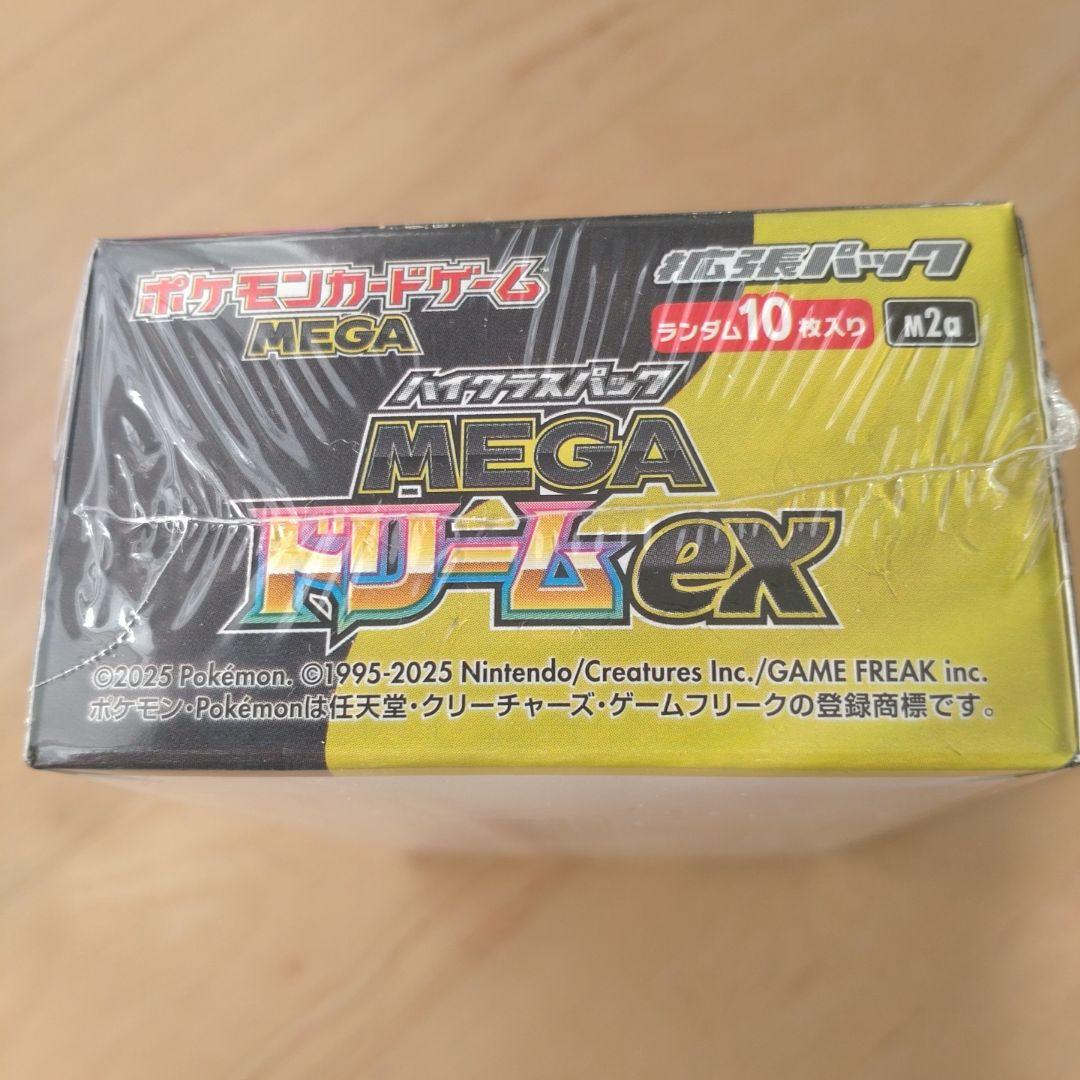 ポケモンカードゲーム
MEGA
拡張パック
ランダム10枚入り M2a
ハイクラスパック
MEGA
ドリームex
©2025 Pokémon. ©1995-2025 Nintendo/Creatures Inc./GAME FREAK inc.
ポケモン・Pokémonは任天堂・クリーチャーズ・ゲームフリークの登録商標です。